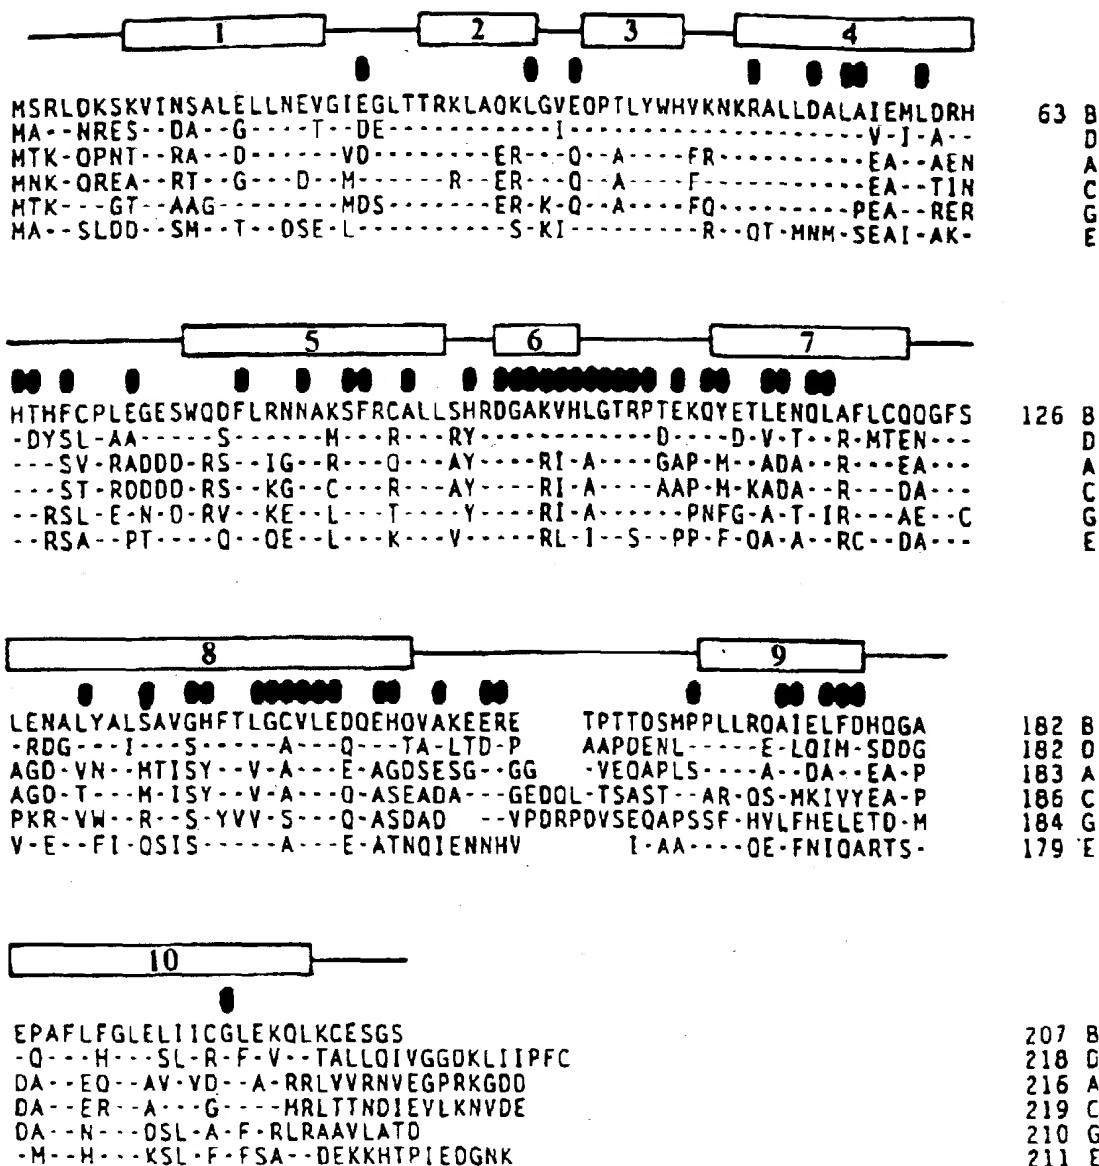 1 2 3 4
MSRLDKSKVINSALELLNEVGIEGLTTRKLAQKLGVEQPTLYWHVKNKRALLDALAIEMLDRH 63 B
MA--NRES--DA--G----T--DE-----------I--------------------V-I-A-- D
MTK-QPNT--RA--D------VD--------ER---Q--A----FR----------EA--AEN A
MNK-QREA--RT--G---D--M------R--ER---Q--A----F-----------EA--TIN C
MTK---GT--AAG--------MDS-------ER-K-Q--A----FQ---------PEA--RER G
MA--SLDD--SM--T--DSE-L----------S-KI---------R--QT-MNM-SEAI-AK- E
5 6 7
HTHFCPLEGESWQDFLRNNAKSFRCALLSHRDGAKVHLGTRPTEKQYETLENQLAFLCQQGFS 126 B
-DYSL-AA-----S------M---R---RY------------D----D-V-T--R-MTEN--- D
---SV-RADDD-RS--IG--R---Q---AY----RI-A----GAP-M--ADA--R---EA--- A
---ST-RDDDD-RS--KG--C---R---AY----RI-A----AAP-M-KADA--R---DA--- C
--RSL-E-N-D-RV--KE--L---T----Y----RI-A-----PNFG-A-T-IR---AE--C G
--RSA--PT----Q--QE--L---K---V-----RL-I--S--PP-F-QA-A--RC--DA--- E
8 9
LENALYALSAVGHFTLGCVLEDQEHQVAKEERE TPTTDSMPPLLRQAIELFDHQGA 182 B
-RDG---I---S-----A---Q---TA-LTD-P AAPDENL-----E-LQIM-SDDG 182 D
AGD-VN--MTISY--V-A---E-AGDSESG--GG -VEQAPLS----A--DA--EA-P 183 A
AGD-T---M-ISY--V-A---Q-ASEADA---GEDQL-TSAST--AR-QS-MKIVYEA-P 186 C
PKR-VW--R--S-YVV-S---Q-ASDAD --VPDRPDVSEQAPSSF-HVLFHELETD-M 184 G
V-E--FI-QSIS-----A---E-ATNQIENNHV I-AA----QE-FNIQARTS- 179 E
10
EPAFLFGLELIICGLEKQLKCESGS 207 B
-Q---H---SL-R-F-V--TALLQIVGGDKLIIPFC 218 D
DA--EQ--AV-VD--A-RRLVVRNVEGPRKGDD 216 A
DA--ER--A---G----MRLTTNDIEVLKNVDE 219 C
DA--N---DSL-A-F-RLRAAVLATD 210 G
-M--H---KSL-F-FSA--DEKKHTPIEDGNK 211 E